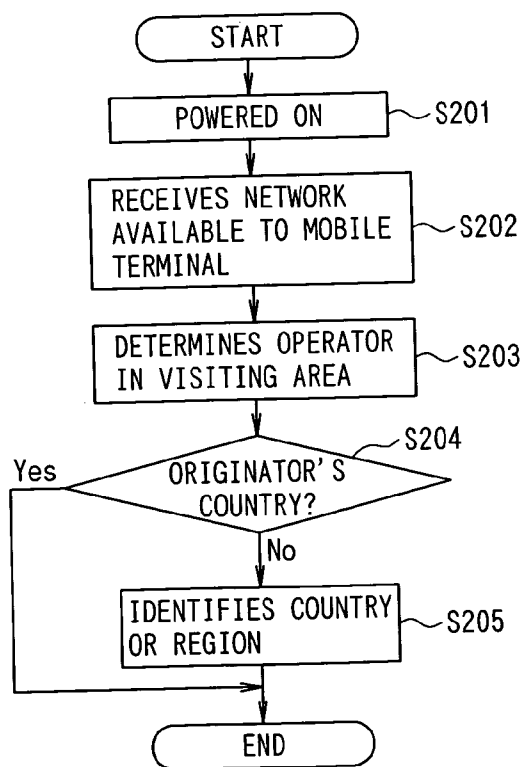 START
POWERED ON
S201
RECEIVES NETWORK
AVAILABLE TO MOBILE
TERMINAL
S202
DETERMINES OPERATOR
IN VISITING AREA
S203
S204
Yes
ORIGINATOR'S
COUNTRY?
No
IDENTIFIES COUNTRY
OR REGION
S205
END